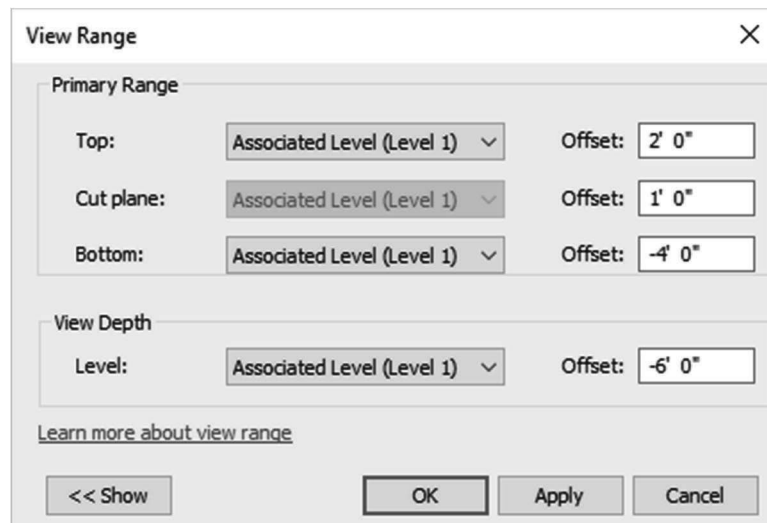 View Range
Primary Range
Top: Associated Level (Level 1) Offset: 2' 0"
Cut plane: Associated Level (Level 1) Offset: 1' 0"
Bottom: Associated Level (Level 1) Offset: -4' 0"
View Depth
Level: Associated Level (Level 1) Offset: -6' 0"
Learn more about view range
<< Show OK Apply Cancel